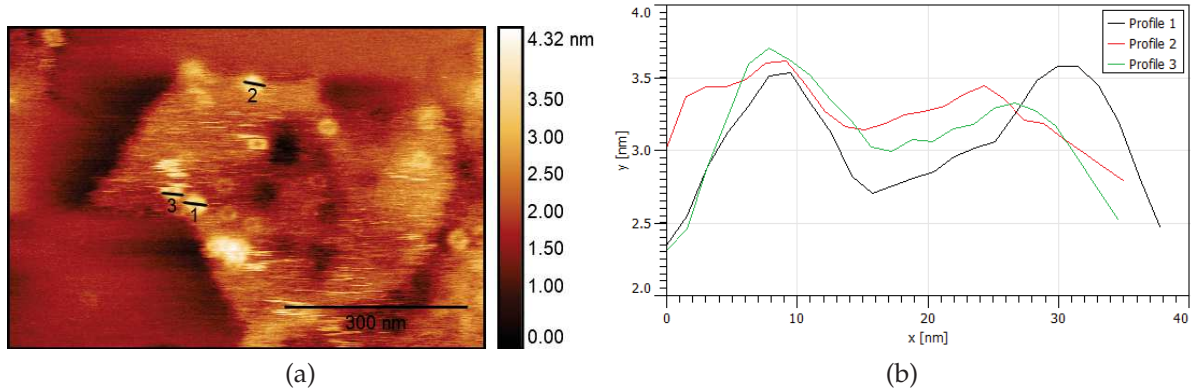 4.32 nm
3.50
3.00
2.50
2.00
1.50
1.00
0.00
2
3
1
300 nm
(a)
Profile 1
Profile 2
Profile 3
4.0
3.5
3.0
2.5
2.0
y [nm]
0 10 20 30 40
x [nm]
(b)